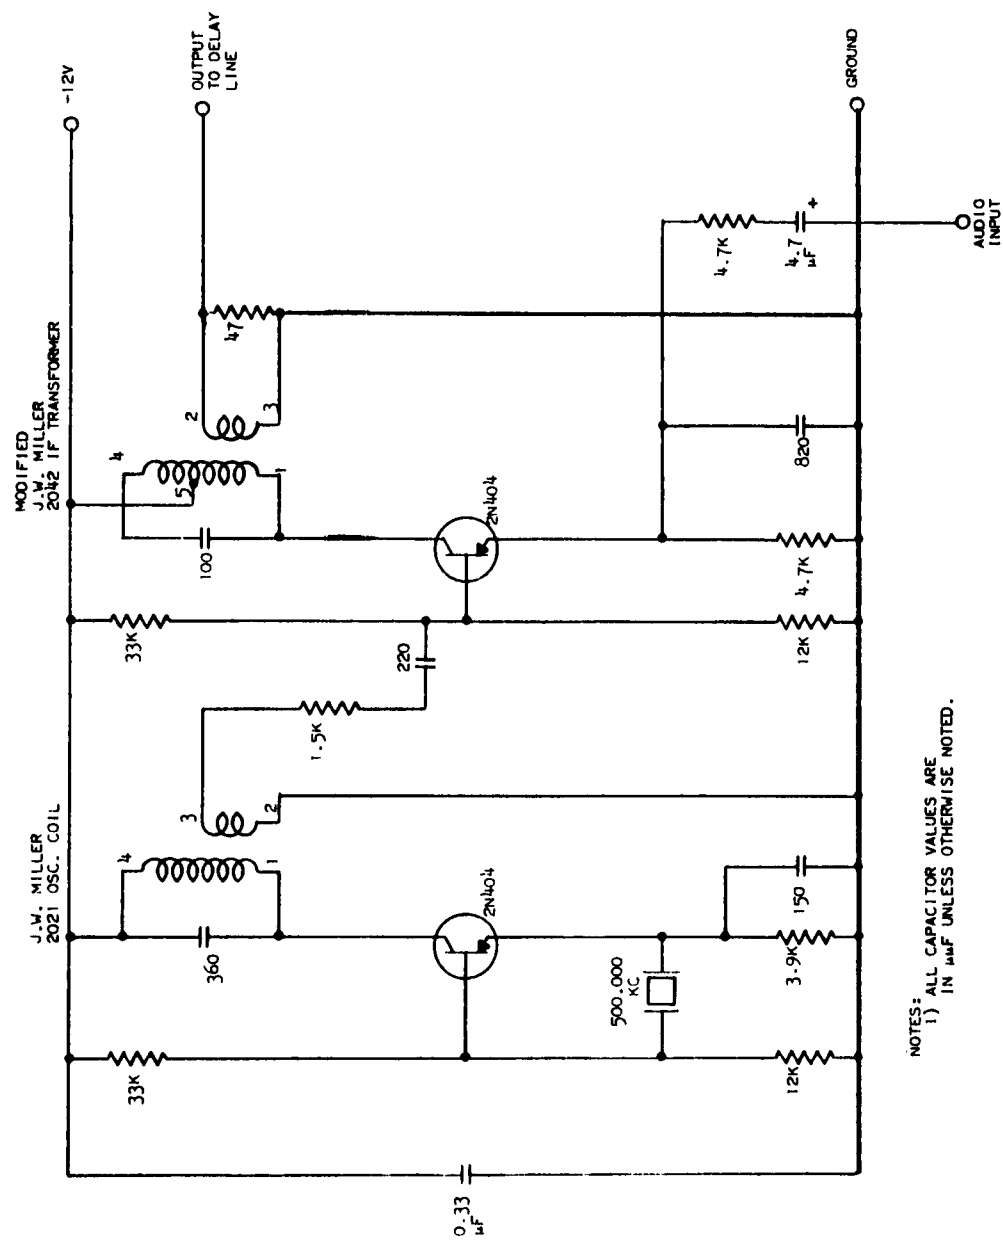 -12V
OUTPUT
TO DELAY
LINE
GROUND
AUDIO
INPUT
MODIFIED
J.W. MILLER
2042 IF TRANSFORMER
4
5
1
2
3
47
100
2N404
4.7K
4.7
µF
+
820
4.7K
33K
220
12K
1.5K
J.W. MILLER
2021 OSC. COIL
4
1
3
2
360
2N404
500.000
KC
150
3.9K
33K
12K
0.33
µF
NOTES:
1) ALL CAPACITOR VALUES ARE
IN µµF UNLESS OTHERWISE NOTED.